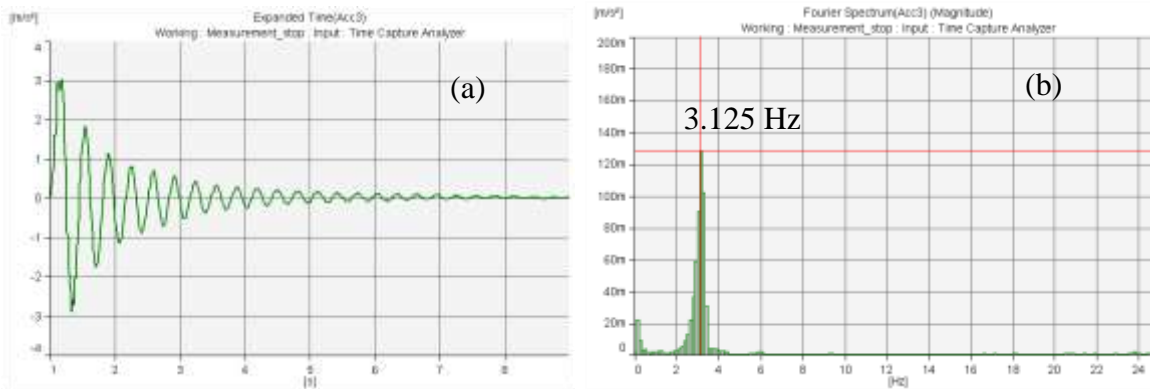 Expanded Time(Acc3)
Working : Measurement_stop : Input : Time Capture Analyzer
[m/s²]
4
3
2
1
0
-1
-2
-3
-4
1
2
3
4
5
6
7
8
[s]
(a)
Fourier Spectrum(Acc3) (Magnitude)
Working : Measurement_stop : Input : Time Capture Analyzer
[m/s²]
200m
180m
160m
140m
120m
100m
80m
60m
40m
20m
0
0
2
4
6
8
10
12
14
16
18
20
22
24
[Hz]
3.125 Hz
(b)